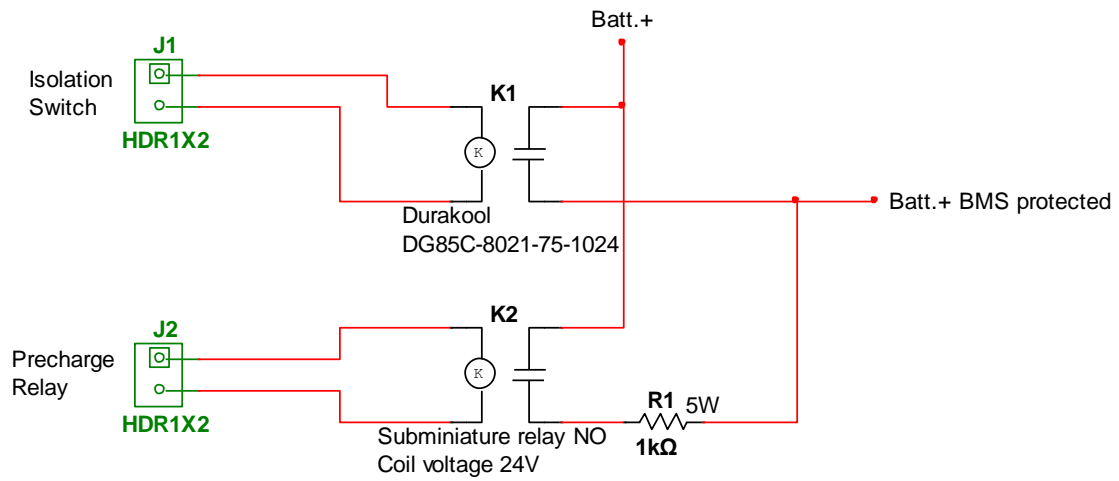 Batt.+
J1
Isolation
Switch
K1
K
HDR1X2
Batt.+ BMS protected
Durakool
DG85C-8021-75-1024
K2
J2
Precharge
Relay
K
HDR1X2
R1 5W
1kΩ
Subminiature relay NO
Coil voltage 24V